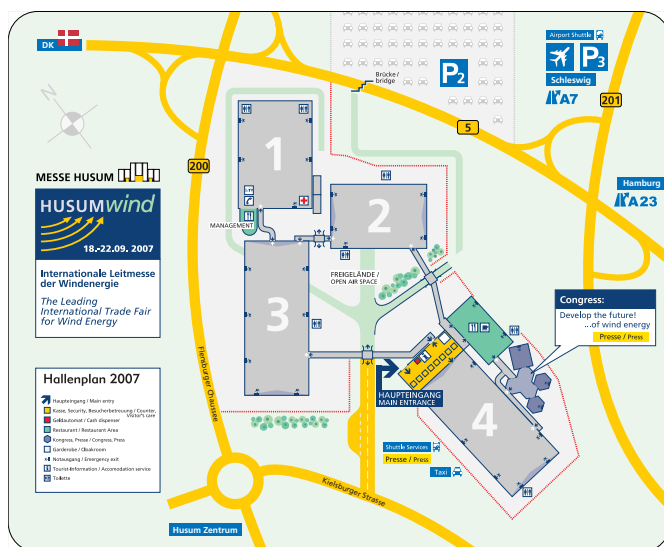 DK
N
Brücke /
bridge
P2
Airport Shuttle
P3
Schleswig
A7
201
5
200
Hamburg
A23
MESSE HUSUM
HUSUMwind
18.-22.09. 2007
Internationale Leitmesse
der Windenergie
The Leading
International Trade Fair
for Wind Energy
1
MANAGEMENT
2
3
FREIGELÄNDE /
OPEN AIR SPACE
Congress:
Develop the future!
...of wind energy
Presse / Press
HAUPTEINGANG
MAIN ENTRANCE
4
Shuttle Services
Presse / Press
Taxi
Flensburger Chaussee
Kielsburger Strasse
Husum Zentrum
Hallenplan 2007
Haupteingang / Main entry
Kasse, Security, Besucherbetreuung / Counter,
Visitor's care
Geldautomat / Cash dispenser
Restaurant / Restaurant Area
Kongress, Presse / Congress, Press
Garderobe / Cloakroom
Notausgang / Emergency exit
Tourist-Information / Accomodation service
Toilette